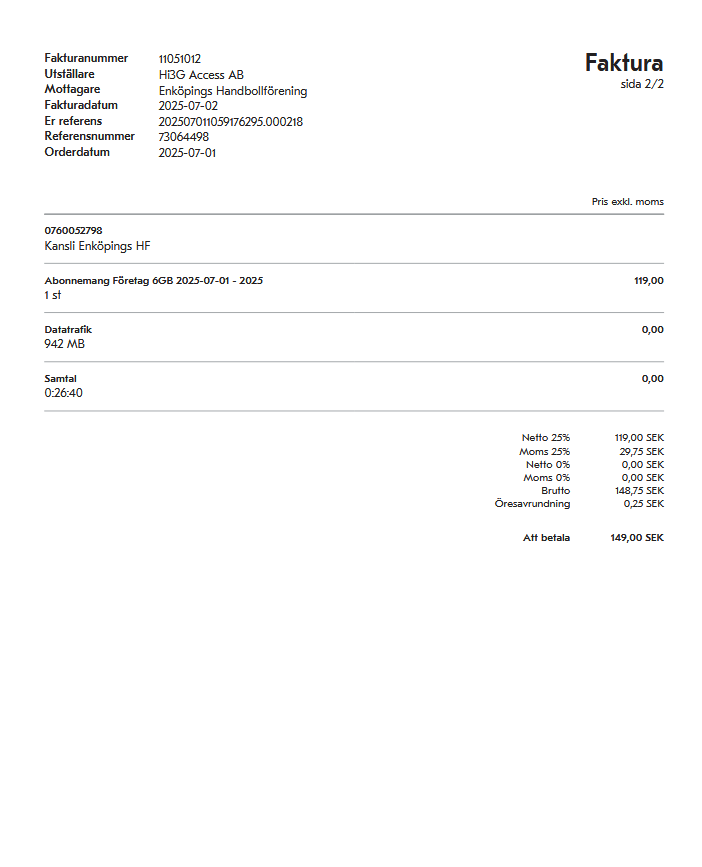 Faktura
sida 2/2
Fakturanummer 11051012
Utställare Hi3G Access AB
Mottagare Enköpings Handbollförening
Fakturadatum 2025-07-02
Er referens 202507011059176295.000218
Referensnummer 73064498
Orderdatum 2025-07-01
Pris exkl. moms
0760052798
Kansli Enköpings HF
Abonnemang Företag 6GB 2025-07-01 - 2025 119,00
1 st
Datatrafik 0,00
942 MB
Samtal 0,00
0:26:40
Netto 25% 119,00 SEK
Moms 25% 29,75 SEK
Netto 0% 0,00 SEK
Moms 0% 0,00 SEK
Brutto 148,75 SEK
Öresavrundning 0,25 SEK
Att betala 149,00 SEK